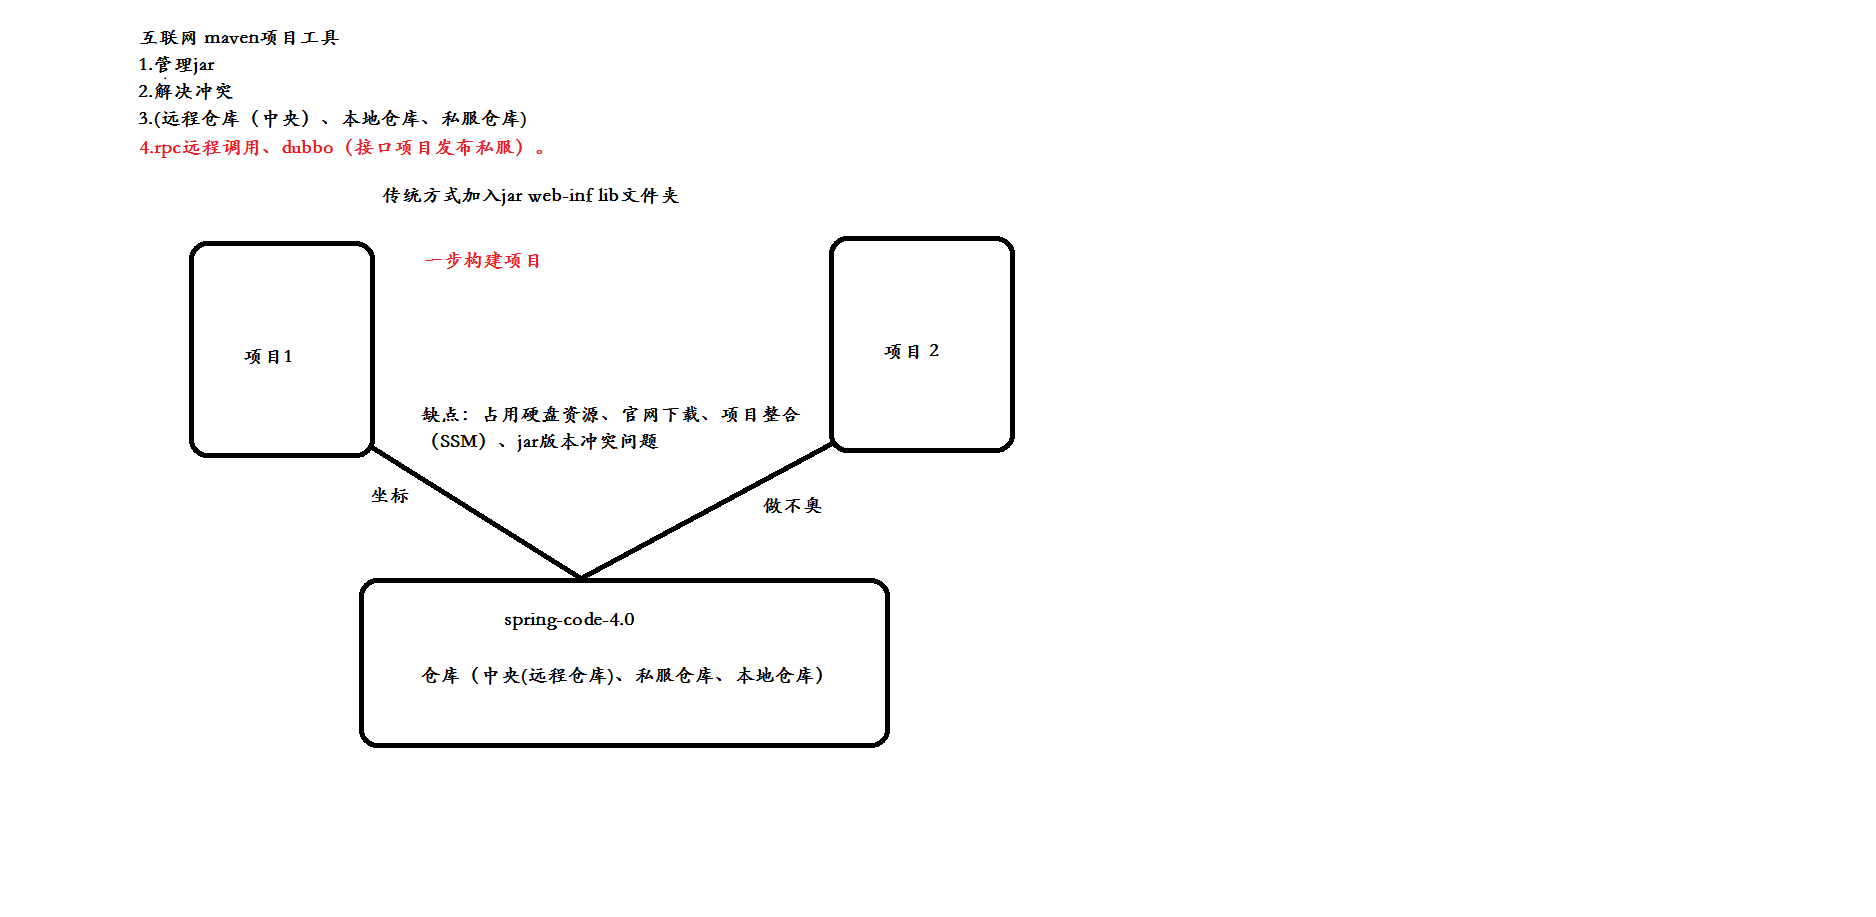 互联网 maven项目工具
1.管理jar
2.解决冲突
3.(远程仓库（中央）、本地仓库、私服仓库)
4.rpc远程调用、dubbo（接口项目发布私服）。
传统方式加入jar web-inf lib文件夹
一步构建项目
项目1
项目 2
缺点：占用硬盘资源、官网下载、项目整合
（SSM）、jar版本冲突问题
坐标
做不奥
spring-code-4.0
仓库（中央(远程仓库)、私服仓库、本地仓库）